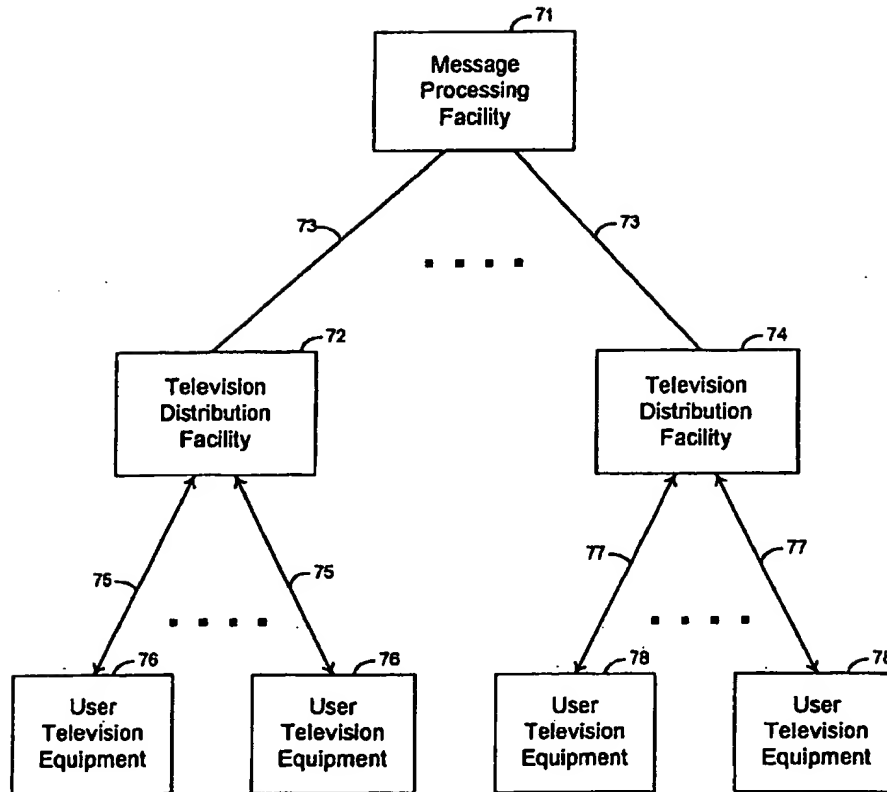 71
Message
Processing
Facility
73
73
72
74
Television
Distribution
Facility
Television
Distribution
Facility
75
75
77
77
76
76
78
78
User
Television
Equipment
User
Television
Equipment
User
Television
Equipment
User
Television
Equipment